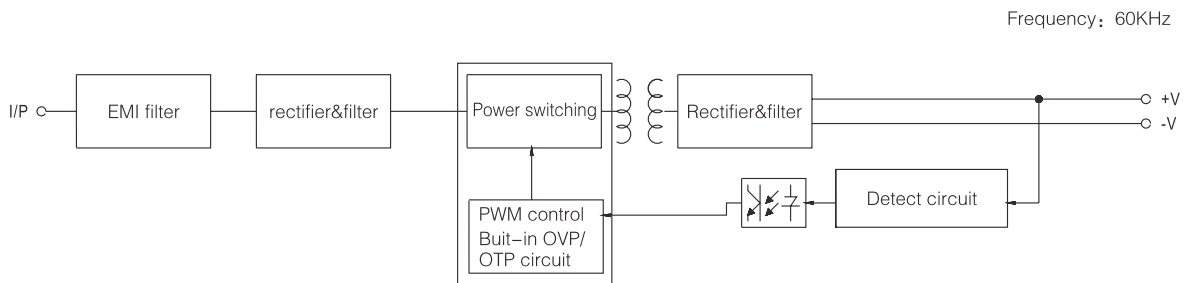 Frequency: 60KHz
I/P
EMI filter
rectifier&filter
Power switching
Rectifier&filter
+V
-V
PWM control
Buit-in OVP/
OTP circuit
Detect circuit